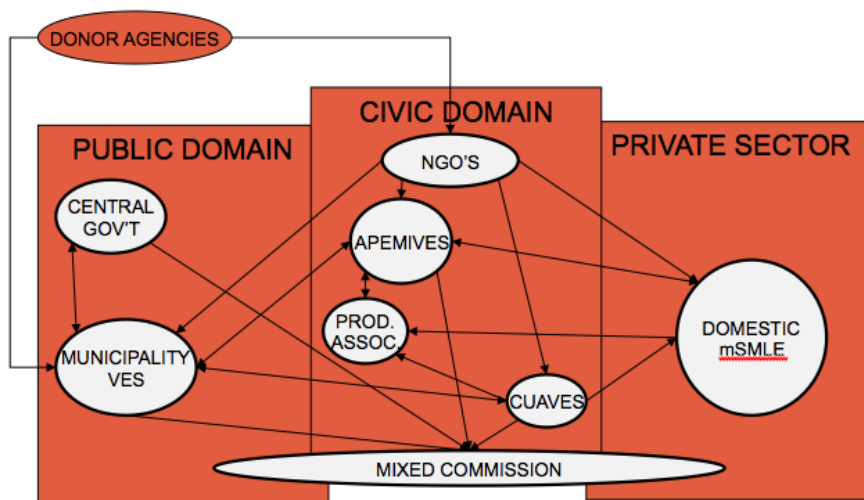 DONOR AGENCIES
CIVIC DOMAIN
PUBLIC DOMAIN
PRIVATE SECTOR
NGO'S
CENTRAL
GOV'T
APEMIVES
PROD.
ASSOC.
DOMESTIC
mSMLE
MUNICIPALITY
VES
CUAVES
MIXED COMMISSION